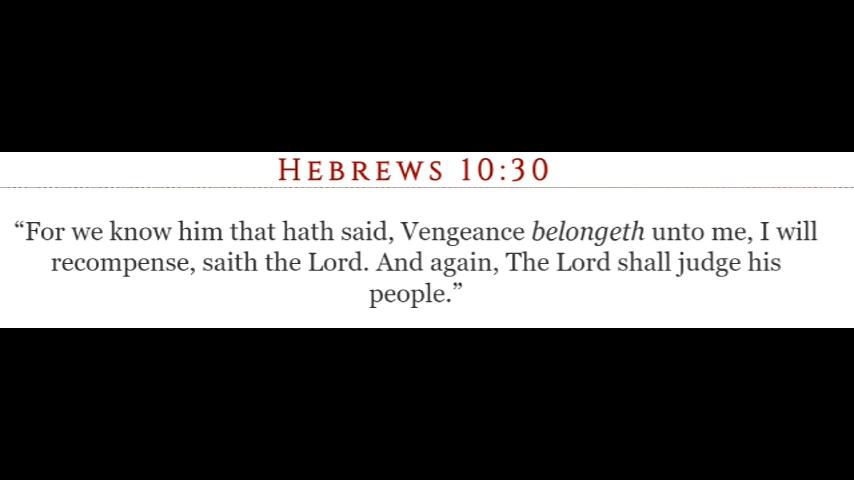 HEBREWS 10:30
“For we know him that hath said, Vengeance belongeth unto me, I will
recompense, saith the Lord. And again, The Lord shall judge his
people.”